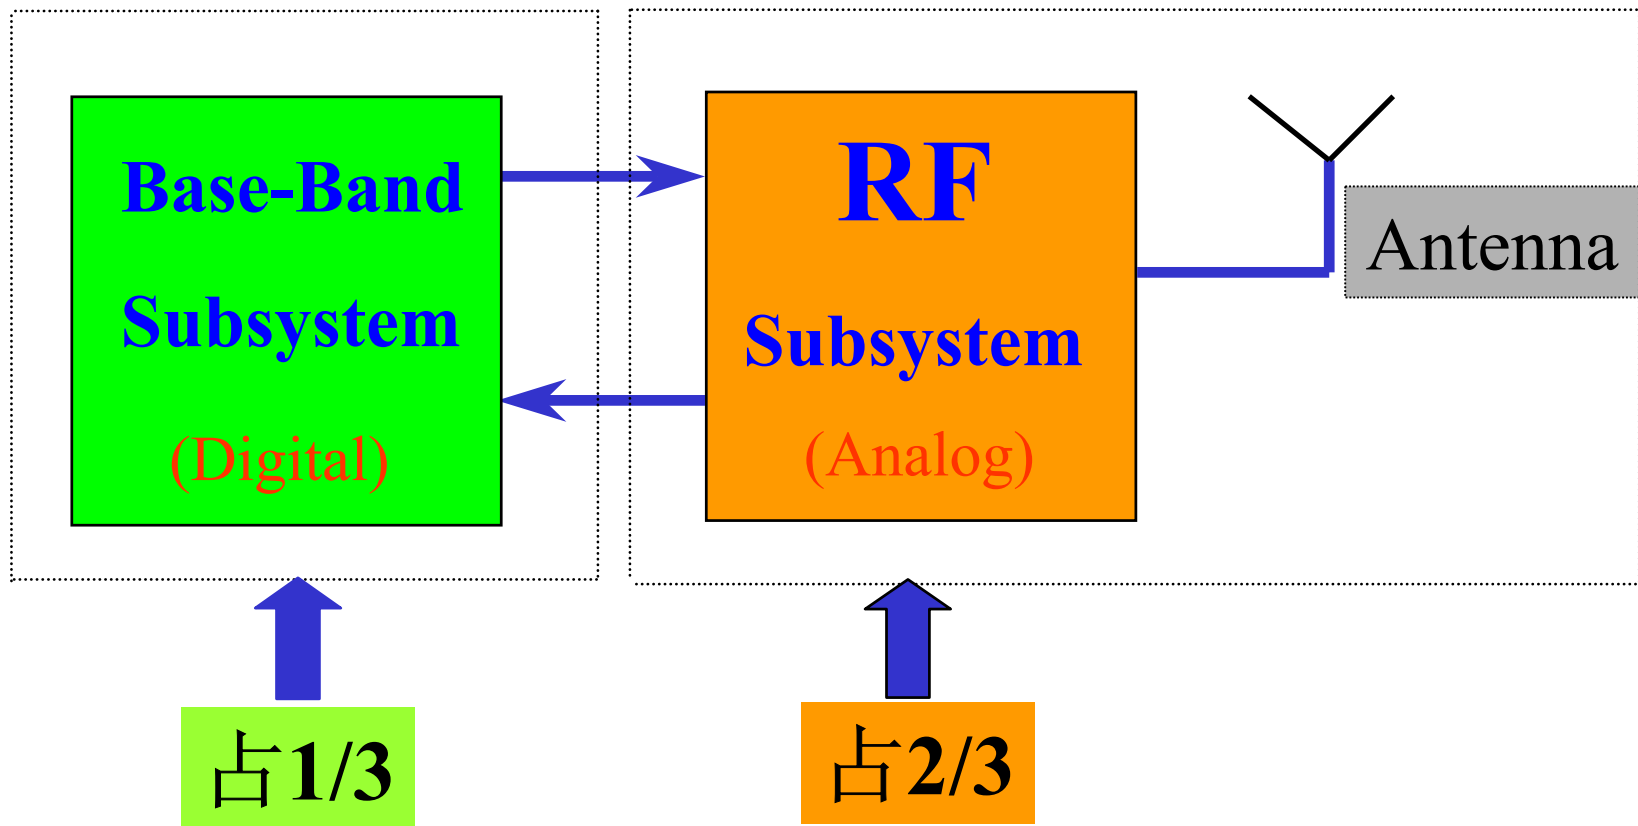 Base-Band
Subsystem
(Digital)
RF
Subsystem
(Analog)
Antenna
占1/3
占2/3